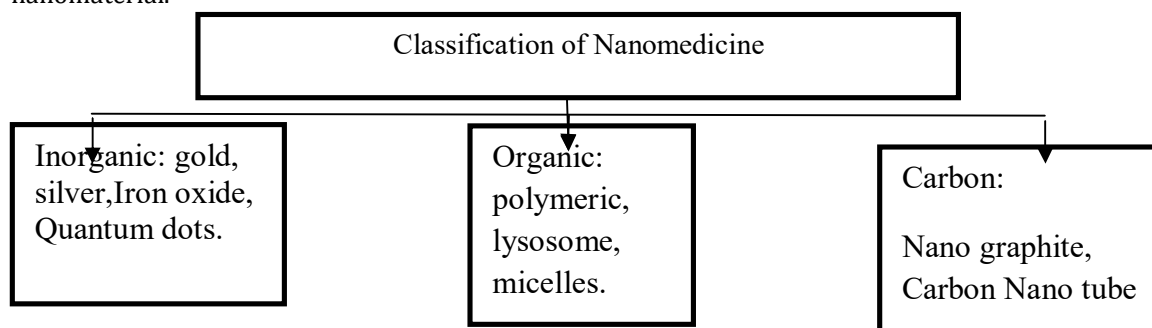 nanomaterial.
Classification of Nanomedicine
Inorganic: gold,
silver,Iron oxide,
Quantum dots.
Organic:
polymeric,
lysosome,
micelles.
Carbon:
Nano graphite,
Carbon Nano tube